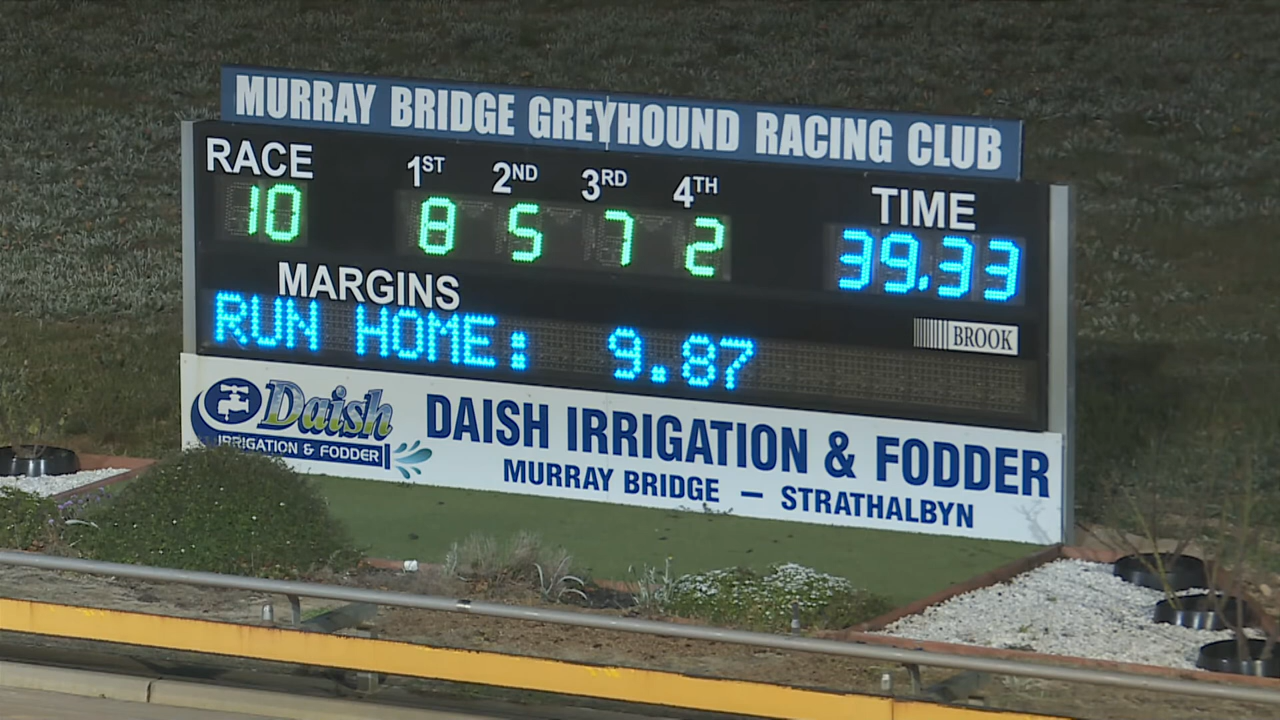 MURRAY BRIDGE GREYHOUND RACING CLUB
RACE 1ST 2ND 3RD 4TH TIME
10 8 5 7 2 39.33
MARGINS
RUN HOME: 9.87
BROOK
Daish
IRRIGATION & FODDER
DAISH IRRIGATION & FODDER
MURRAY BRIDGE – STRATHALBYN